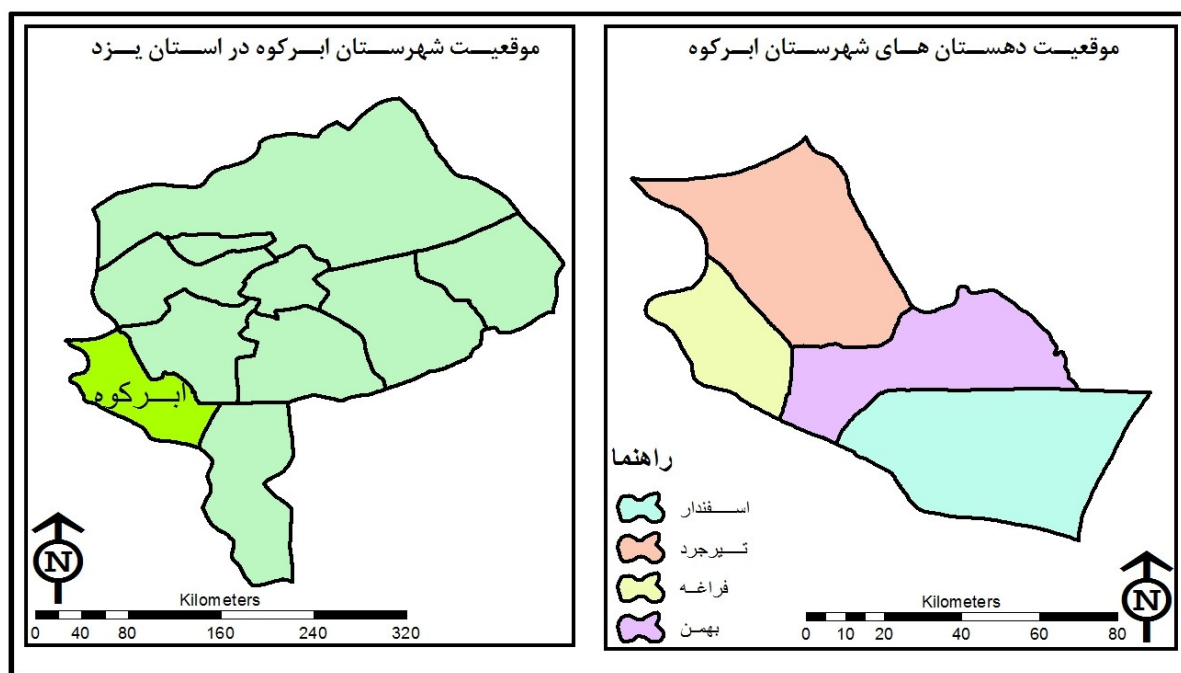 موقعیت شهرستان ابرکوه در استان یزد
ابرکوه
N
Kilometers
0 40 80 160 240 320
موقعیت دهستان های شهرستان ابرکوه
راهنما
اسفندار
تیرجرد
فراغه
بهمن
N
Kilometers
0 5 10 20 40 60 80